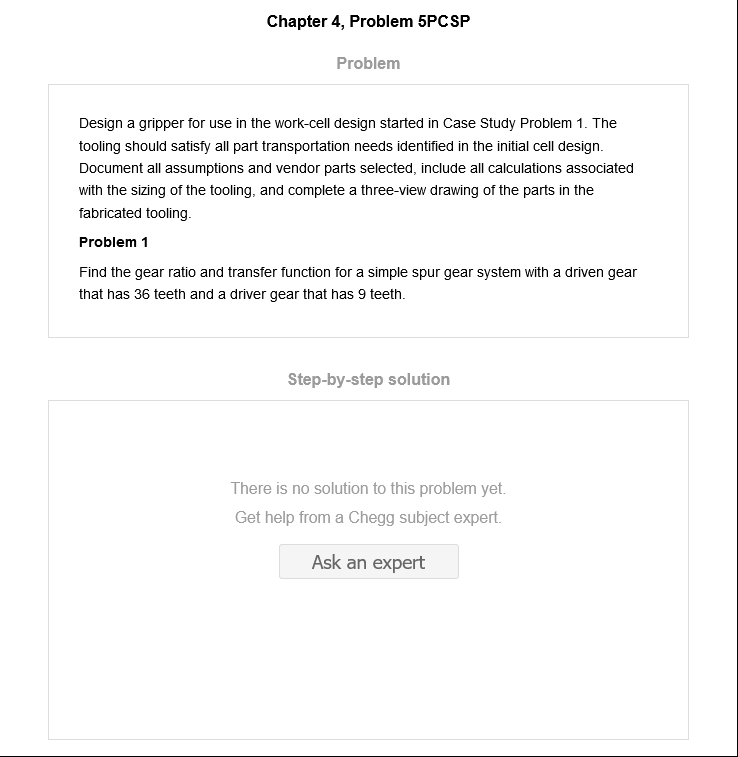 Chapter 4, Problem 5PCSP
Problem
Design a gripper for use in the work-cell design started in Case Study Problem 1. The
tooling should satisfy all part transportation needs identified in the initial cell design.
Document all assumptions and vendor parts selected, include all calculations associated
with the sizing of the tooling, and complete a three-view drawing of the parts in the
fabricated tooling.
Problem 1
Find the gear ratio and transfer function for a simple spur gear system with a driven gear
that has 36 teeth and a driver gear that has 9 teeth.
Step-by-step solution
There is no solution to this problem yet.
Get help from a Chegg subject expert.
Ask an expert